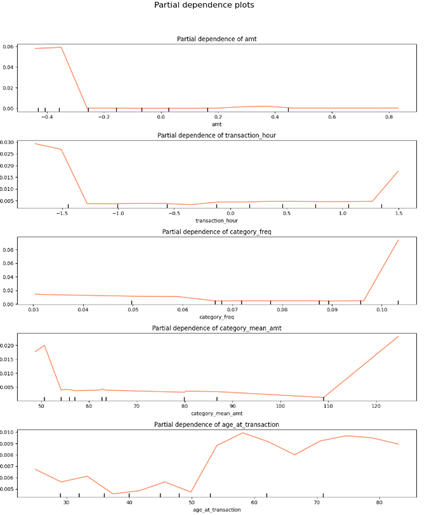 Partial dependence plots
Partial dependence of amt
0.06
0.04
0.02
0.00
−0.4 −0.2 0.0 0.2 0.4 0.6 0.8
amt
Partial dependence of transaction_hour
0.030
0.025
0.020
0.015
0.010
0.005
−1.5 −1.0 −0.5 0.0 0.5 1.0 1.5
transaction_hour
Partial dependence of category_freq
0.08
0.06
0.04
0.02
0.00
0.03 0.04 0.05 0.06 0.07 0.08 0.09 0.10
category_freq
Partial dependence of category_mean_amt
0.020
0.015
0.010
0.005
50 60 70 80 90 100 110 120
category_mean_amt
Partial dependence of age_at_transaction
0.010
0.009
0.008
0.007
0.006
0.005
30 40 50 60 70 80
age_at_transaction